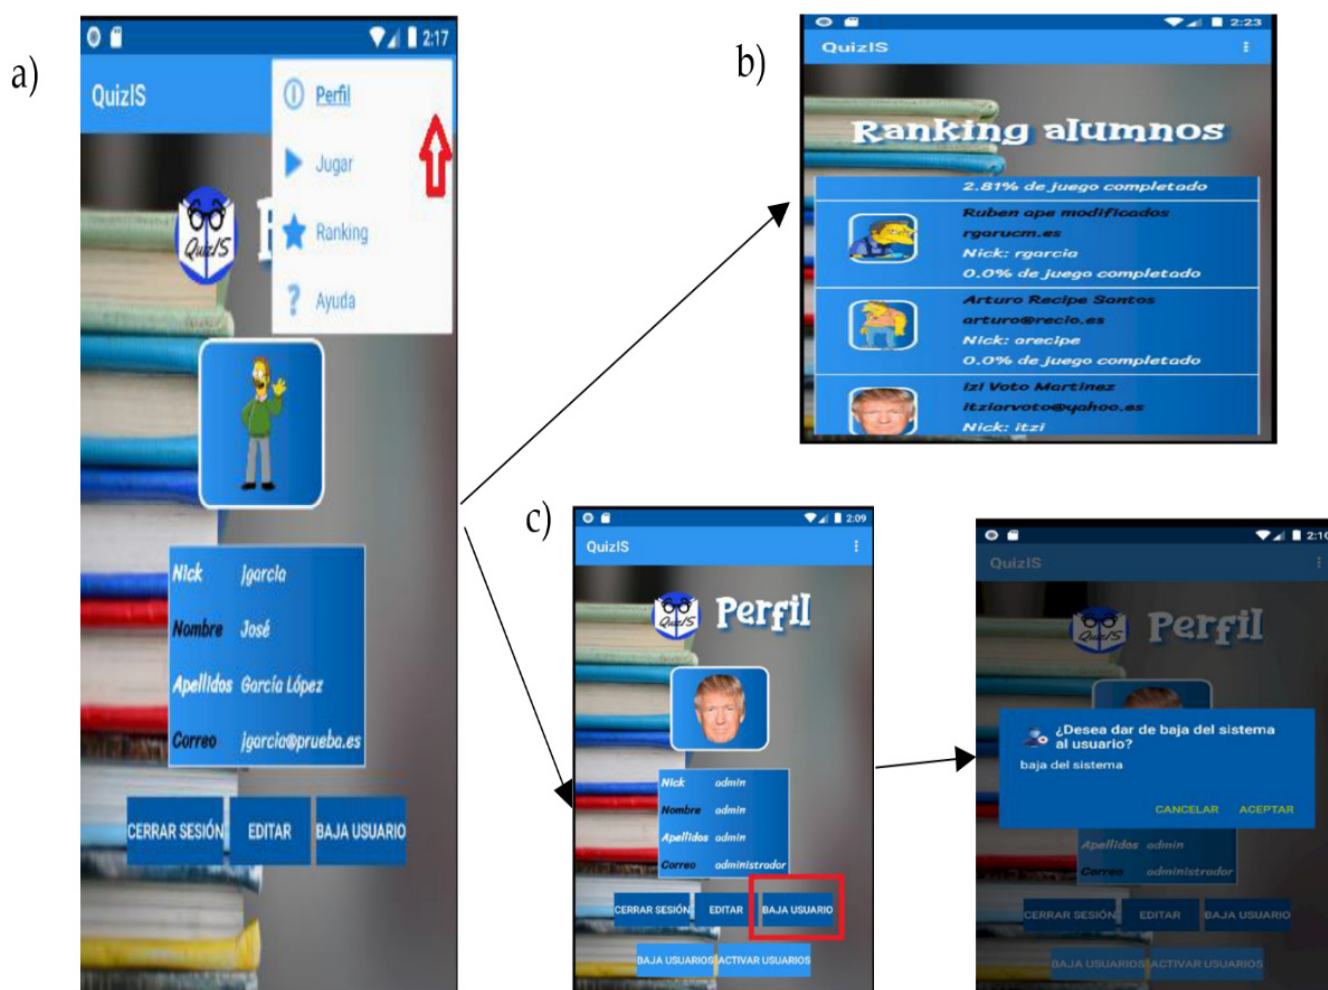 a)
2:17
QuizIS
Perfil
Jugar
Ranking
Ayuda
QuizIS
Nick jgarcia
Nombre José
Apellidos García López
Correo jgarcia@prueba.es
CERRAR SESIÓN EDITAR BAJA USUARIO
b)
2:23
QuizIS
Ranking alumnos
2.81% de juego completado
Ruben ape modificados
rgarucm.es
Nick: rgarcia
0.0% de juego completado
Arturo Recipe Santos
arturo@recio.es
Nick: arecipe
0.0% de juego completado
izi Voto Martinez
itziarvoto@yahoo.es
Nick: itzi
c)
2:09
QuizIS
QuizIS Perfil
Nick admin
Nombre admin
Apellidos admin
Correo administrador
CERRAR SESIÓN EDITAR BAJA USUARIO
BAJA USUARIOS ACTIVAR USUARIOS
2:10
QuizIS
QuizIS Perfil
¿Desea dar de baja del sistema
al usuario?
baja del sistema
CANCELAR ACEPTAR
Apellidos admin
Correo administrador
CERRAR SESIÓN EDITAR BAJA USUARIO
BAJA USUARIOS ACTIVAR USUARIOS